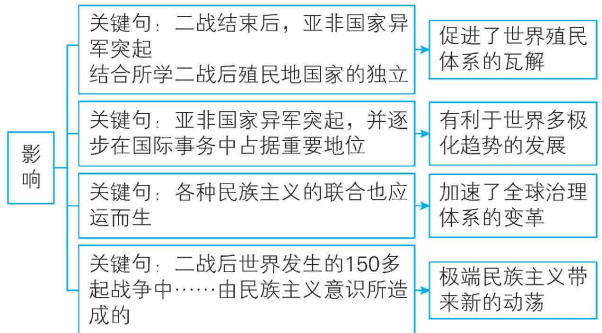 影
响
关键句：二战结束后，亚非国家异
军突起
结合所学二战后殖民地国家的独立
促进了世界殖民
体系的瓦解
关键句：亚非国家异军突起，并逐
步在国际事务中占据重要地位
有利于世界多极
化趋势的发展
关键句：各种民族主义的联合也应
运而生
加速了全球治理
体系的变革
关键句：二战后世界发生的150多
起战争中……由民族主义意识所造
成的
极端民族主义带
来新的动荡